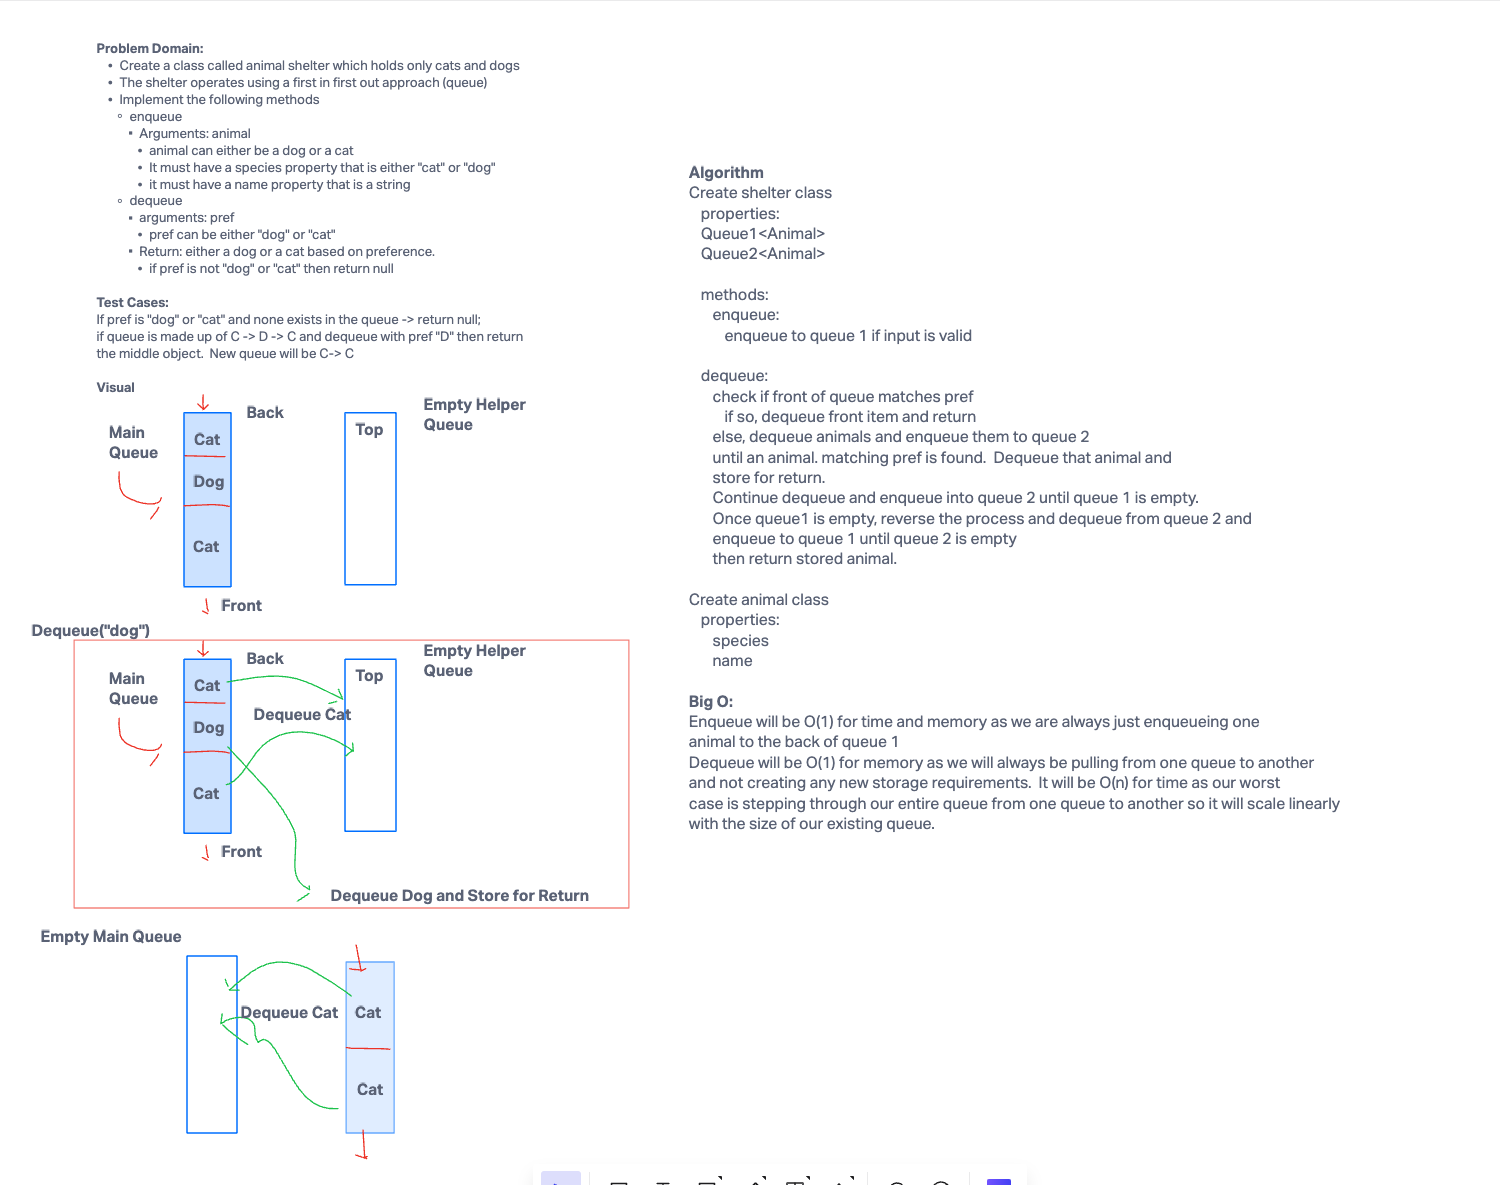 Problem Domain:
• Create a class called animal shelter which holds only cats and dogs
• The shelter operates using a first in first out approach (queue)
• Implement the following methods
◦ enqueue
▪ Arguments: animal
• animal can either be a dog or a cat
• It must have a species property that is either "cat" or "dog"
• it must have a name property that is a string
◦ dequeue
▪ arguments: pref
• pref can be either "dog" or "cat"
▪ Return: either a dog or a cat based on preference.
• if pref is not "dog" or "cat" then return null
Test Cases:
If pref is "dog" or "cat" and none exists in the queue -> return null;
if queue is made up of C -> D -> C and dequeue with pref "D" then return
the middle object.  New queue will be C-> C
Visual
Main
Queue
Back
Cat
Dog
Cat
Front
Top
Empty Helper
Queue
Dequeue("dog")
Main
Queue
Back
Cat
Dog
Cat
Front
Dequeue Cat
Top
Empty Helper
Queue
Dequeue Dog and Store for Return
Empty Main Queue
Dequeue Cat
Cat
Cat
Algorithm
Create shelter class
properties:
Queue1<Animal>
Queue2<Animal>
methods:
enqueue:
enqueue to queue 1 if input is valid
dequeue:
check if front of queue matches pref
if so, dequeue front item and return
else, dequeue animals and enqueue them to queue 2
until an animal. matching pref is found.  Dequeue that animal and
store for return.
Continue dequeue and enqueue into queue 2 until queue 1 is empty.
Once queue1 is empty, reverse the process and dequeue from queue 2 and
enqueue to queue 1 until queue 2 is empty
then return stored animal.
Create animal class
properties:
species
name
Big O:
Enqueue will be O(1) for time and memory as we are always just enqueueing one
animal to the back of queue 1
Dequeue will be O(1) for memory as we will always be pulling from one queue to another
and not creating any new storage requirements.  It will be O(n) for time as our worst
case is stepping through our entire queue from one queue to another so it will scale linearly
with the size of our existing queue.